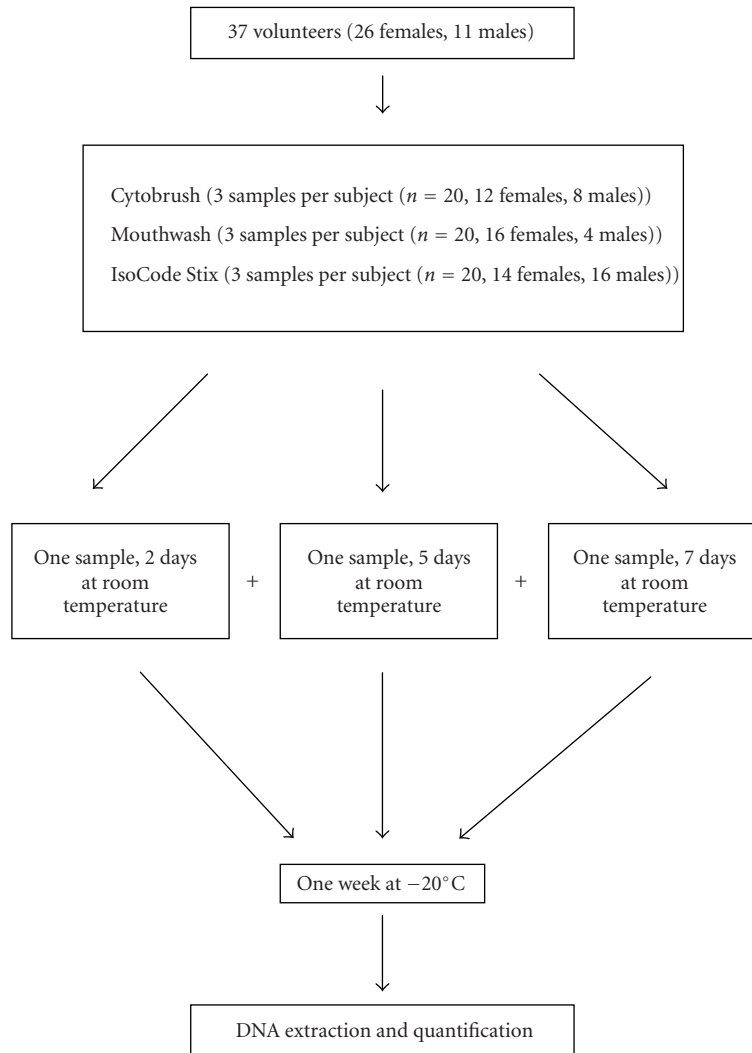 37 volunteers (26 females, 11 males)
Cytobrush (3 samples per subject (n = 20, 12 females, 8 males))
Mouthwash (3 samples per subject (n = 20, 16 females, 4 males))
IsoCode Stix (3 samples per subject (n = 20, 14 females, 16 males))
One sample, 2 days
at room
temperature
+
One sample, 5 days
at room
temperature
+
One sample, 7 days
at room
temperature
One week at −20°C
DNA extraction and quantification